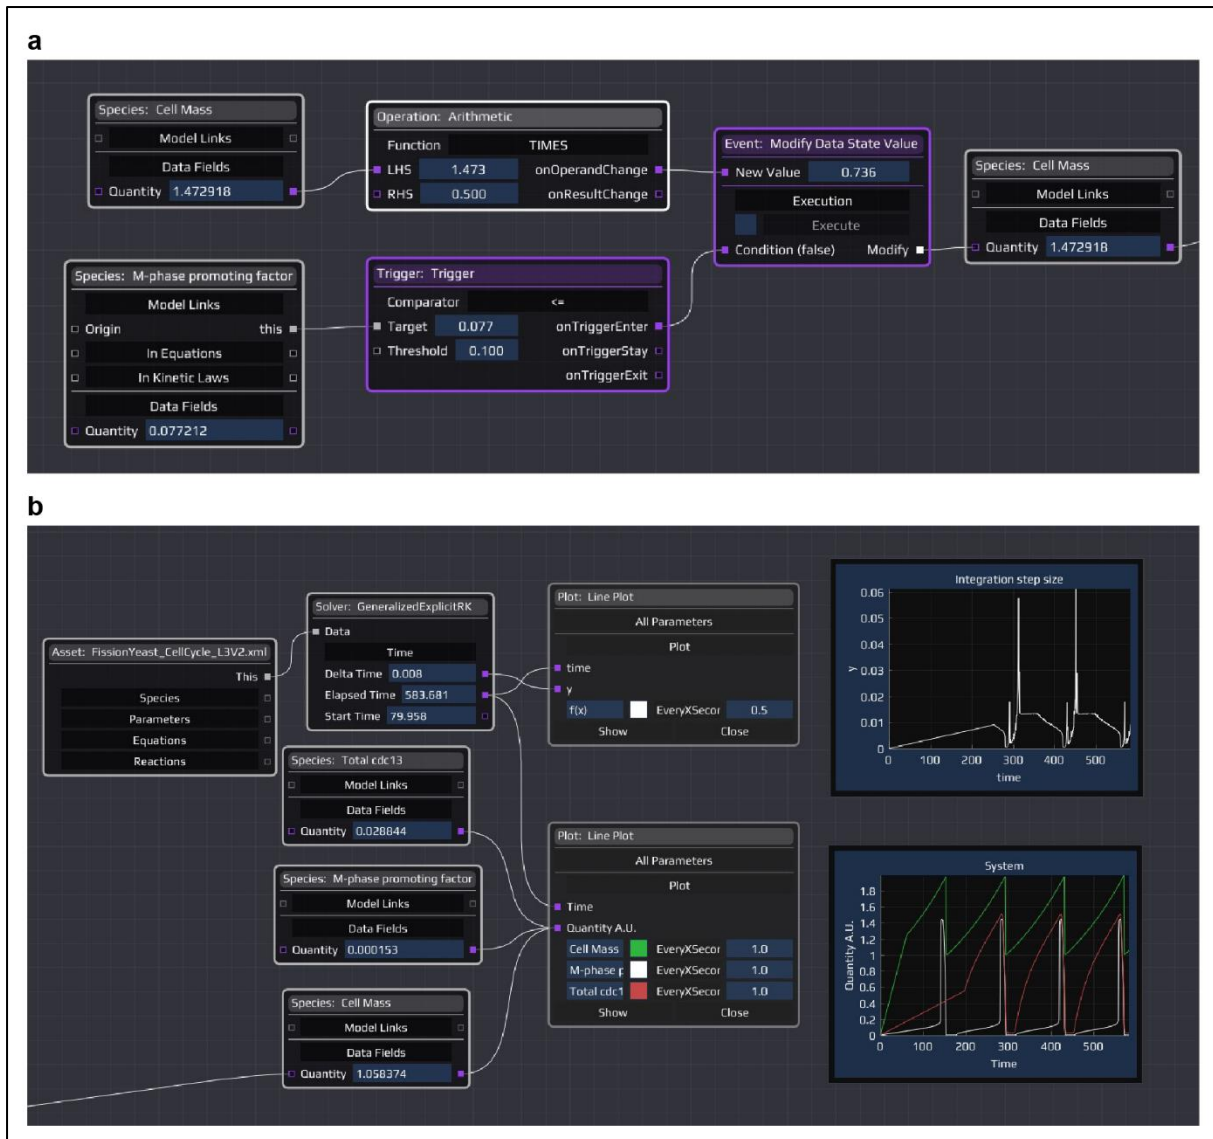 a
Species: Cell Mass
Model Links
Data Fields
Quantity 1.472918
Operation: Arithmetic
Function TIMES
LHS 1.473 onOperandChange
RHS 0.500 onResultChange
Event: Modify Data State Value
New Value 0.736
Execution
Execute
Condition (false) Modify
Species: Cell Mass
Model Links
Data Fields
Quantity 1.472918
Species: M-phase promoting factor
Model Links
Origin this
In Equations
In Kinetic Laws
Data Fields
Quantity 0.077212
Trigger: Trigger
Comparator <=
Target 0.077 onTriggerEnter
Threshold 0.100 onTriggerStay
onTriggerExit
b
Asset: FissionYeast_CellCycle_L3V2.xml
This
Species
Parameters
Equations
Reactions
Solver: GeneralizedExplicitRK
Data
Time
Delta Time 0.008
Elapsed Time 583.681
Start Time 79.958
Species: Total cdc13
Model Links
Data Fields
Quantity 0.028844
Species: M-phase promoting factor
Model Links
Data Fields
Quantity 0.000153
Species: Cell Mass
Model Links
Data Fields
Quantity 1.058374
Plot: Line Plot
All Parameters
Plot
time
y
f(x) EveryXSecor 0.5
Show Close
Plot: Line Plot
All Parameters
Plot
Time
Quantity A.U.
Cell Mass EveryXSecor 1.0
M-phase p EveryXSecor 1.0
Total cdc1 EveryXSecor 1.0
Show Close
Integration step size
y
0.06
0.05
0.04
0.03
0.02
0.01
0
0 100 200 300 400 500
time
System
Quantity A.U.
1.8
1.6
1.4
1.2
1
0.8
0.6
0.4
0.2
0
0 100 200 300 400 500
Time